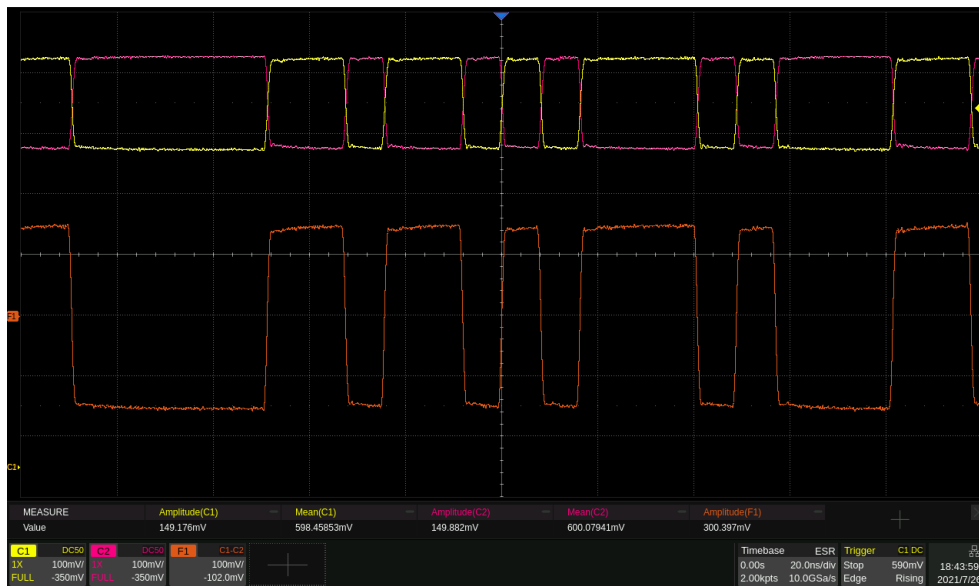 F1
C1
MEASURE Amplitude(C1) Mean(C1) Amplitude(C2) Mean(C2) Amplitude(F1)
Value 149.176mV 598.45853mV 149.882mV 600.07941mV 300.397mV
C1 DC50 C2 DC50 F1 C1-C2 Timebase ESR Trigger C1 DC
1X 100mV/ 1X 100mV/ 100mV/ 0.00s 20.0ns/div Stop 590mV 18:43:59
FULL -350mV FULL -350mV -102.0mV 2.00kpts 10.0GSa/s Edge Rising